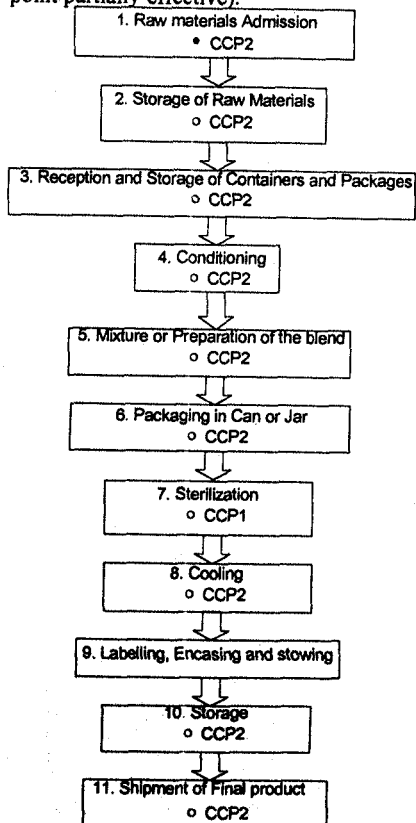 point partially effective).
1. Raw materials Admission
• CCP2
2. Storage of Raw Materials
o CCP2
3. Reception and Storage of Containers and Packages
o CCP2
4. Conditioning
o CCP2
5. Mixture or Preparation of the blend
o CCP2
6. Packaging in Can or Jar
o CCP2
7. Sterilization
o CCP1
8. Cooling
o CCP2
9. Labelling, Encasing and stowing
10. Storage
o CCP2
11. Shipment of Final product
o CCP2